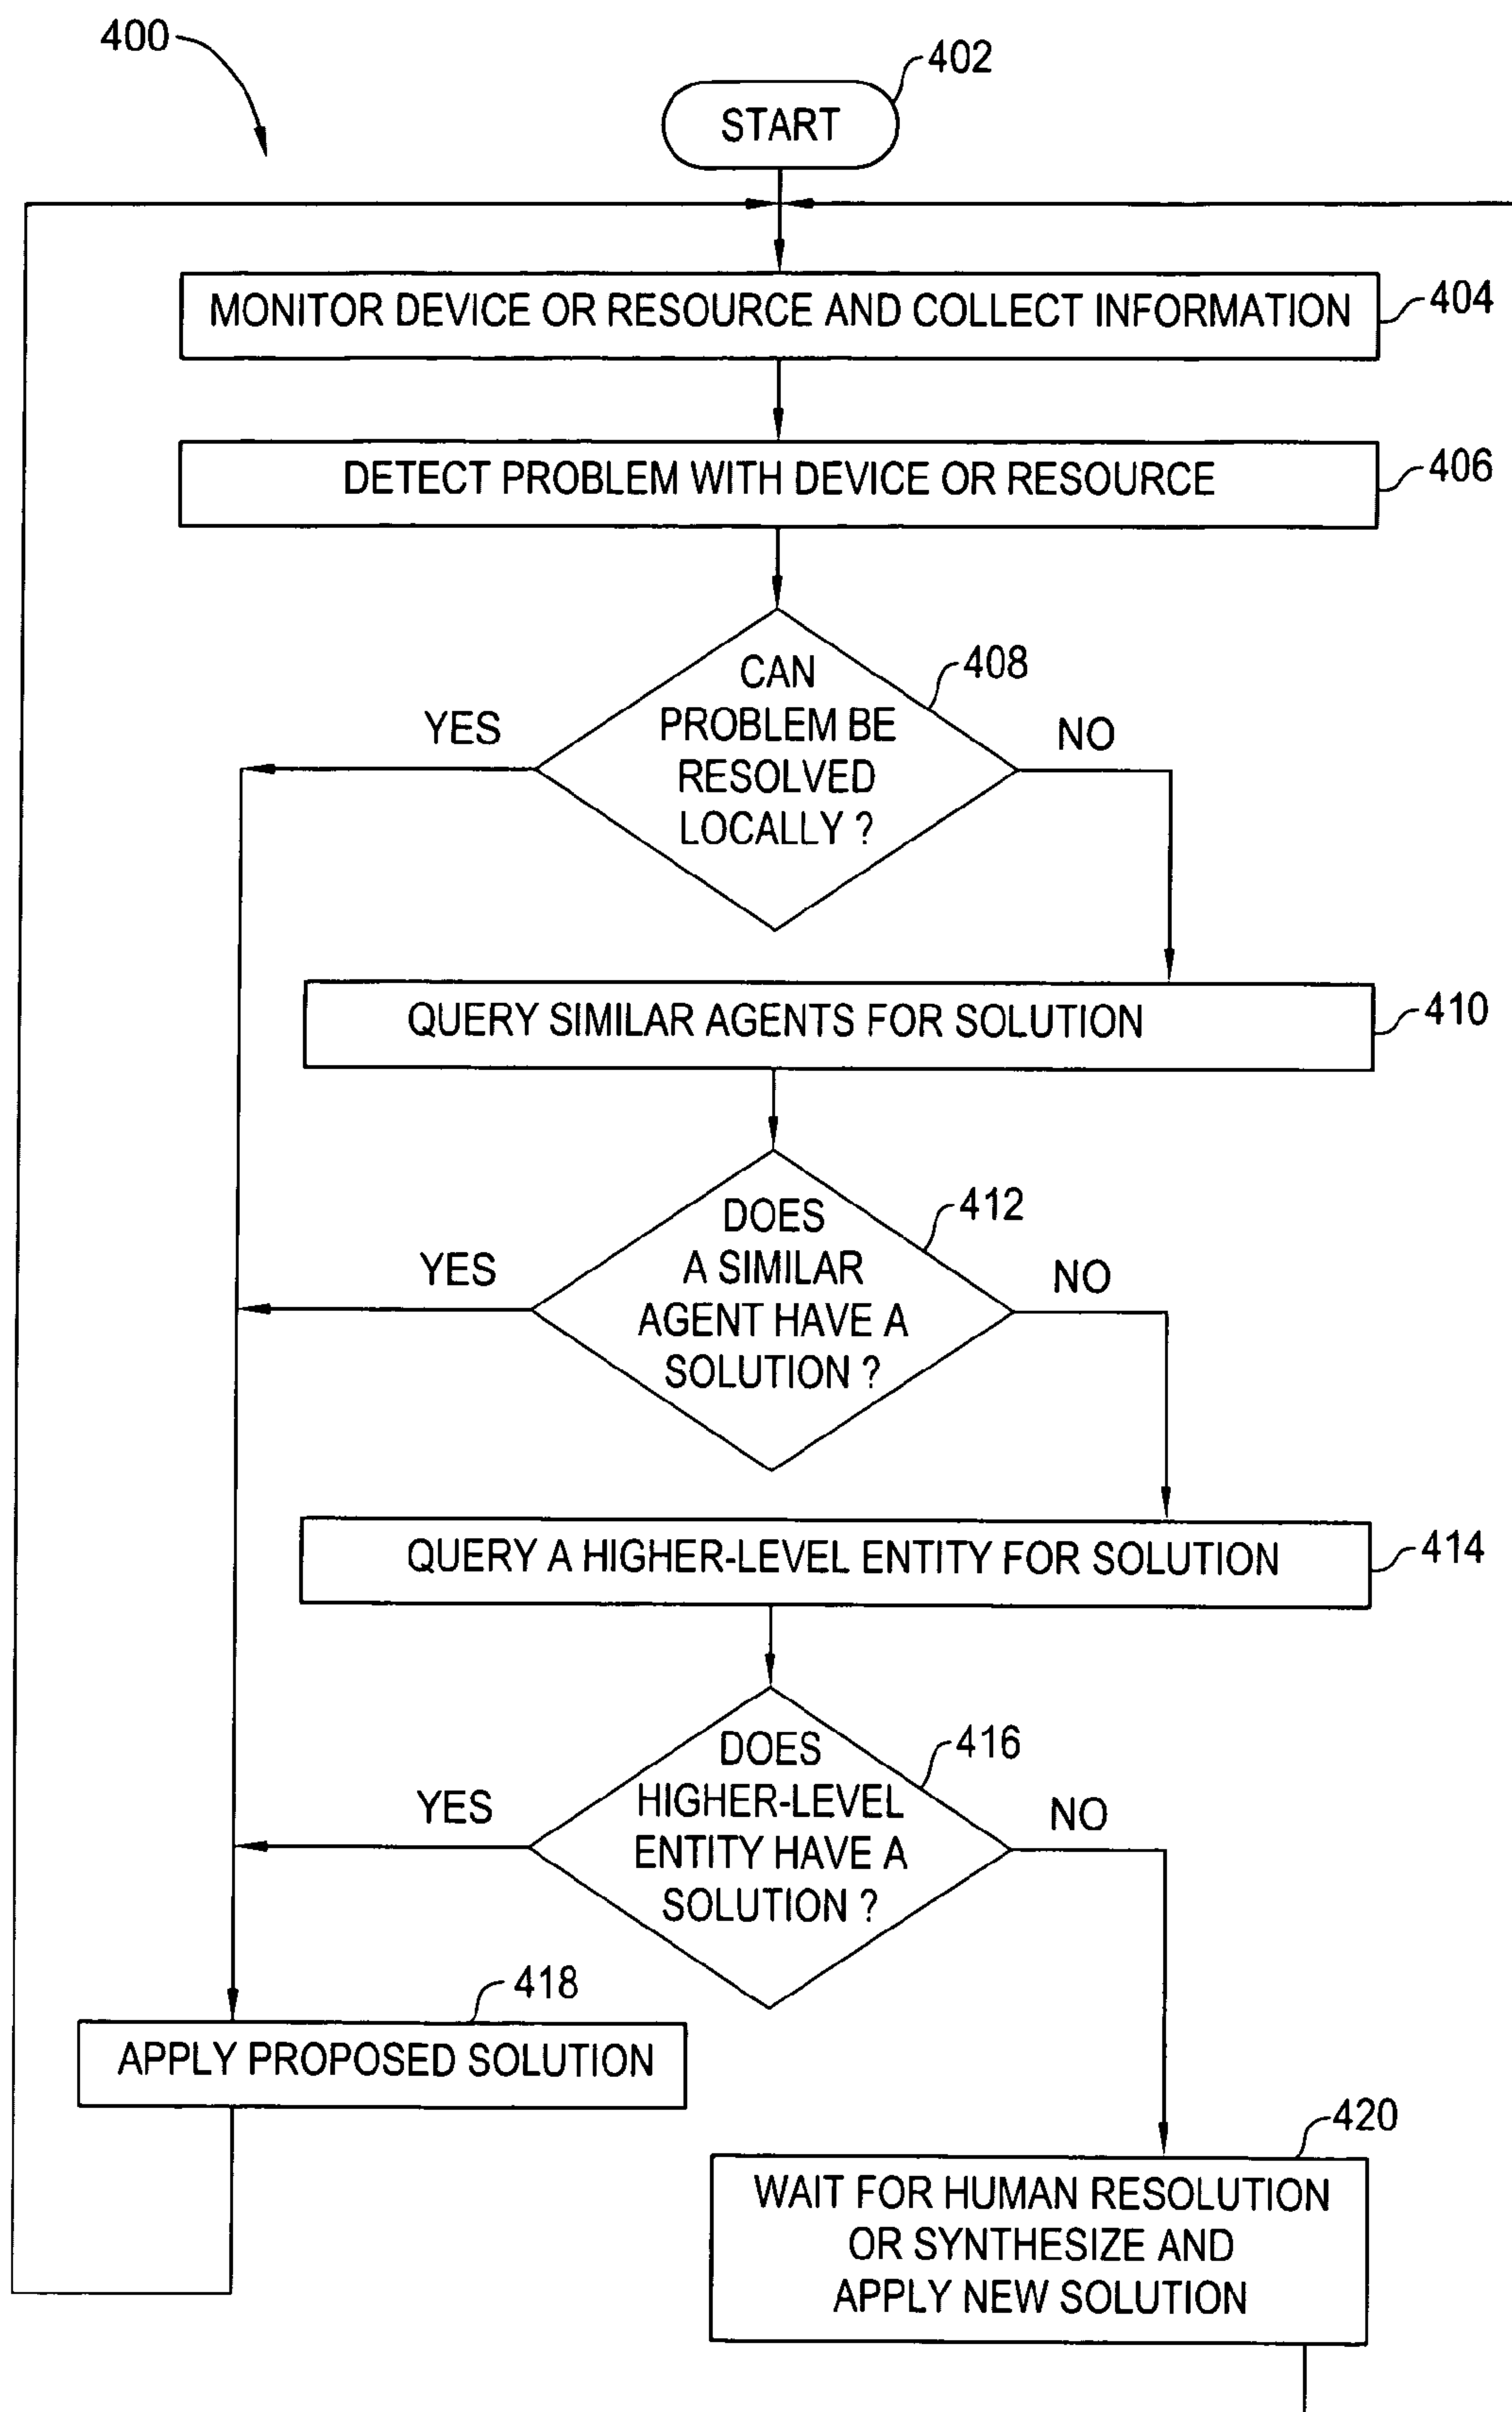 400
402
START
MONITOR DEVICE OR RESOURCE AND COLLECT INFORMATION
404
DETECT PROBLEM WITH DEVICE OR RESOURCE
406
CAN
PROBLEM BE
RESOLVED
LOCALLY ?
408
YES
NO
QUERY SIMILAR AGENTS FOR SOLUTION
410
DOES
A SIMILAR
AGENT HAVE A
SOLUTION ?
412
YES
NO
QUERY A HIGHER-LEVEL ENTITY FOR SOLUTION
414
DOES
HIGHER-LEVEL
ENTITY HAVE A
SOLUTION ?
416
YES
NO
418
APPLY PROPOSED SOLUTION
420
WAIT FOR HUMAN RESOLUTION
OR SYNTHESIZE AND
APPLY NEW SOLUTION